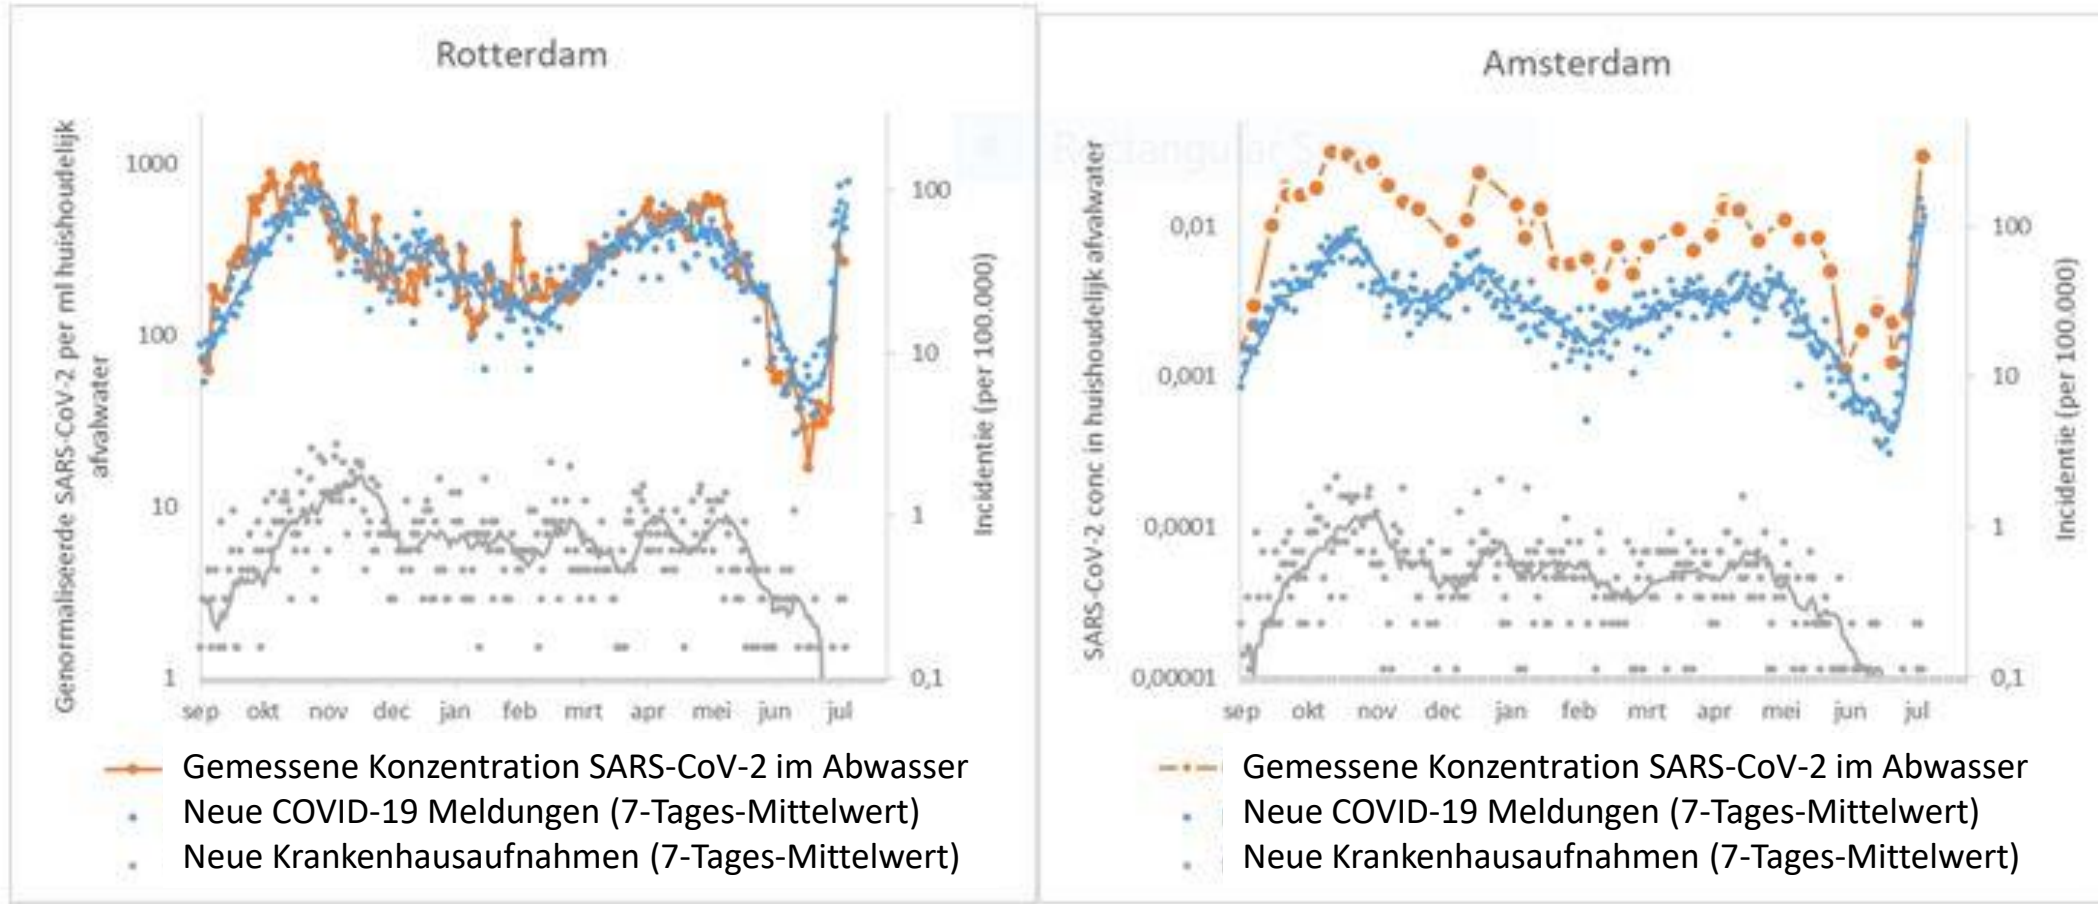 Rotterdam
Genormaliseerde SARS-CoV-2 per ml huishoudelijk
afvalwater
1000
100
10
1
100
10
1
0,1
Incidentie (per 100.000)
sep okt nov dec jan feb mrt apr mei jun jul
Gemessene Konzentration SARS-CoV-2 im Abwasser
Neue COVID-19 Meldungen (7-Tages-Mittelwert)
Neue Krankenhausaufnahmen (7-Tages-Mittelwert)
Amsterdam
Rectangular S
SARS-CoV-2 conc in huishoudelijk afvalwater
0,01
0,001
0,0001
0,00001
100
10
1
0,1
Incidentie (per 100.000)
sep okt nov dec jan feb mrt apr mei jun jul
Gemessene Konzentration SARS-CoV-2 im Abwasser
Neue COVID-19 Meldungen (7-Tages-Mittelwert)
Neue Krankenhausaufnahmen (7-Tages-Mittelwert)